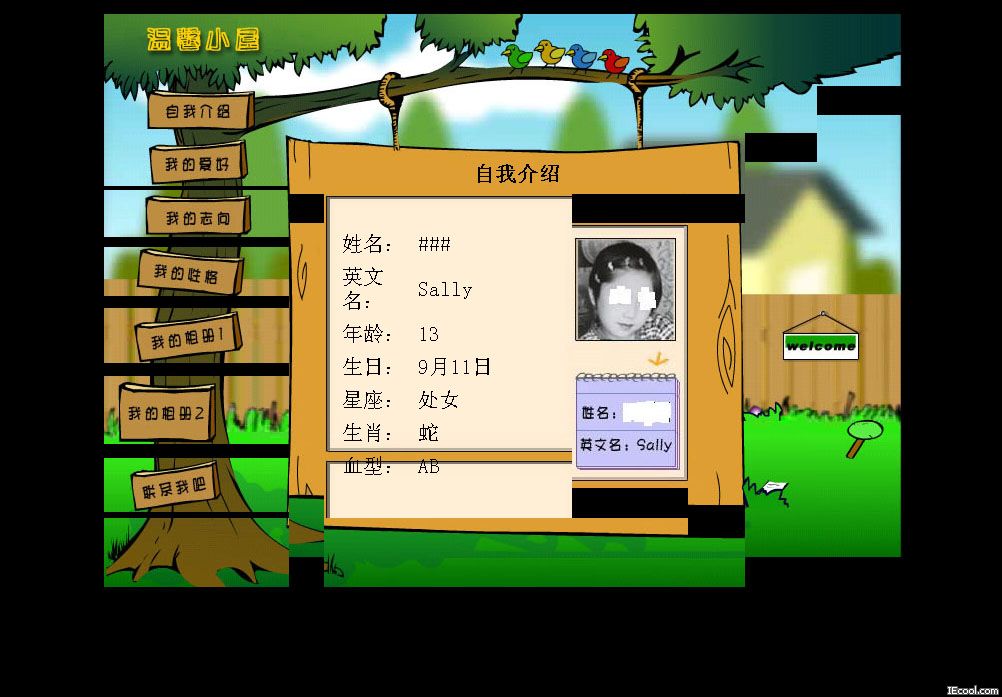 温馨小屋
自我介绍
我的爱好
我的志向
我的性格
我的相册1
我的相册2
联系我吧
自我介绍
姓名： ###
英文
名： Sally
年龄： 13
生日： 9月11日
星座： 处女
生肖： 蛇
血型： AB
姓名：
英文名：Sally
welcome
IEcool.com